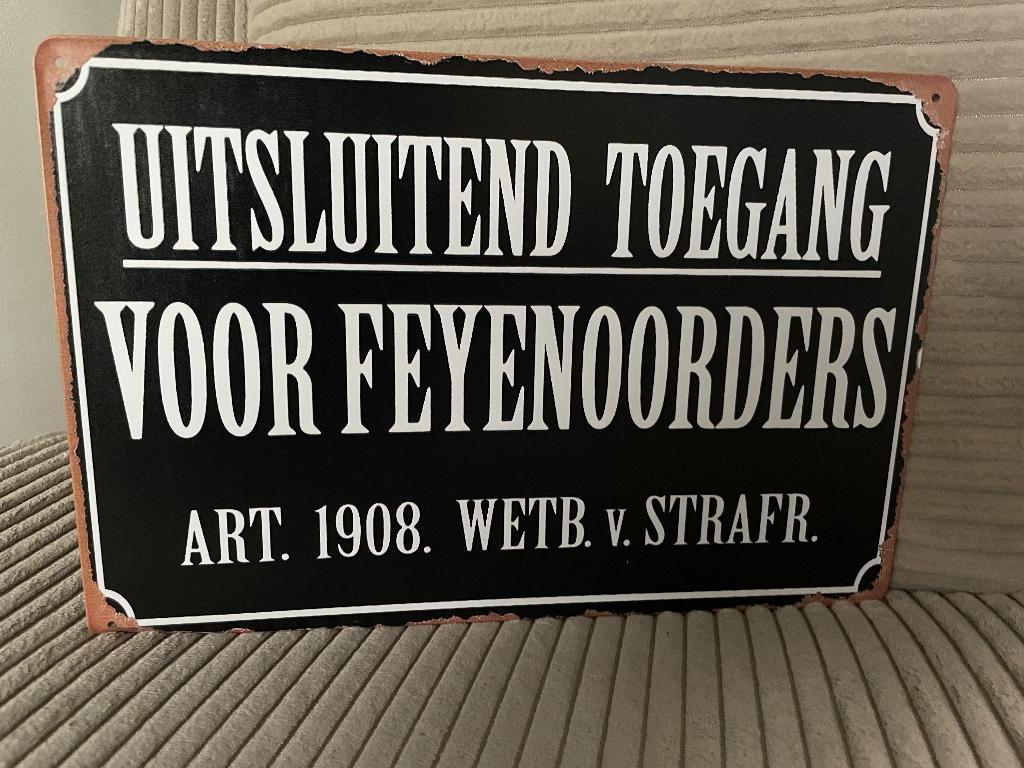 UITSLUITEND TOEGANG
VOOR FEYENOORDERS
ART. 1908. WETB. v. STRAFR.